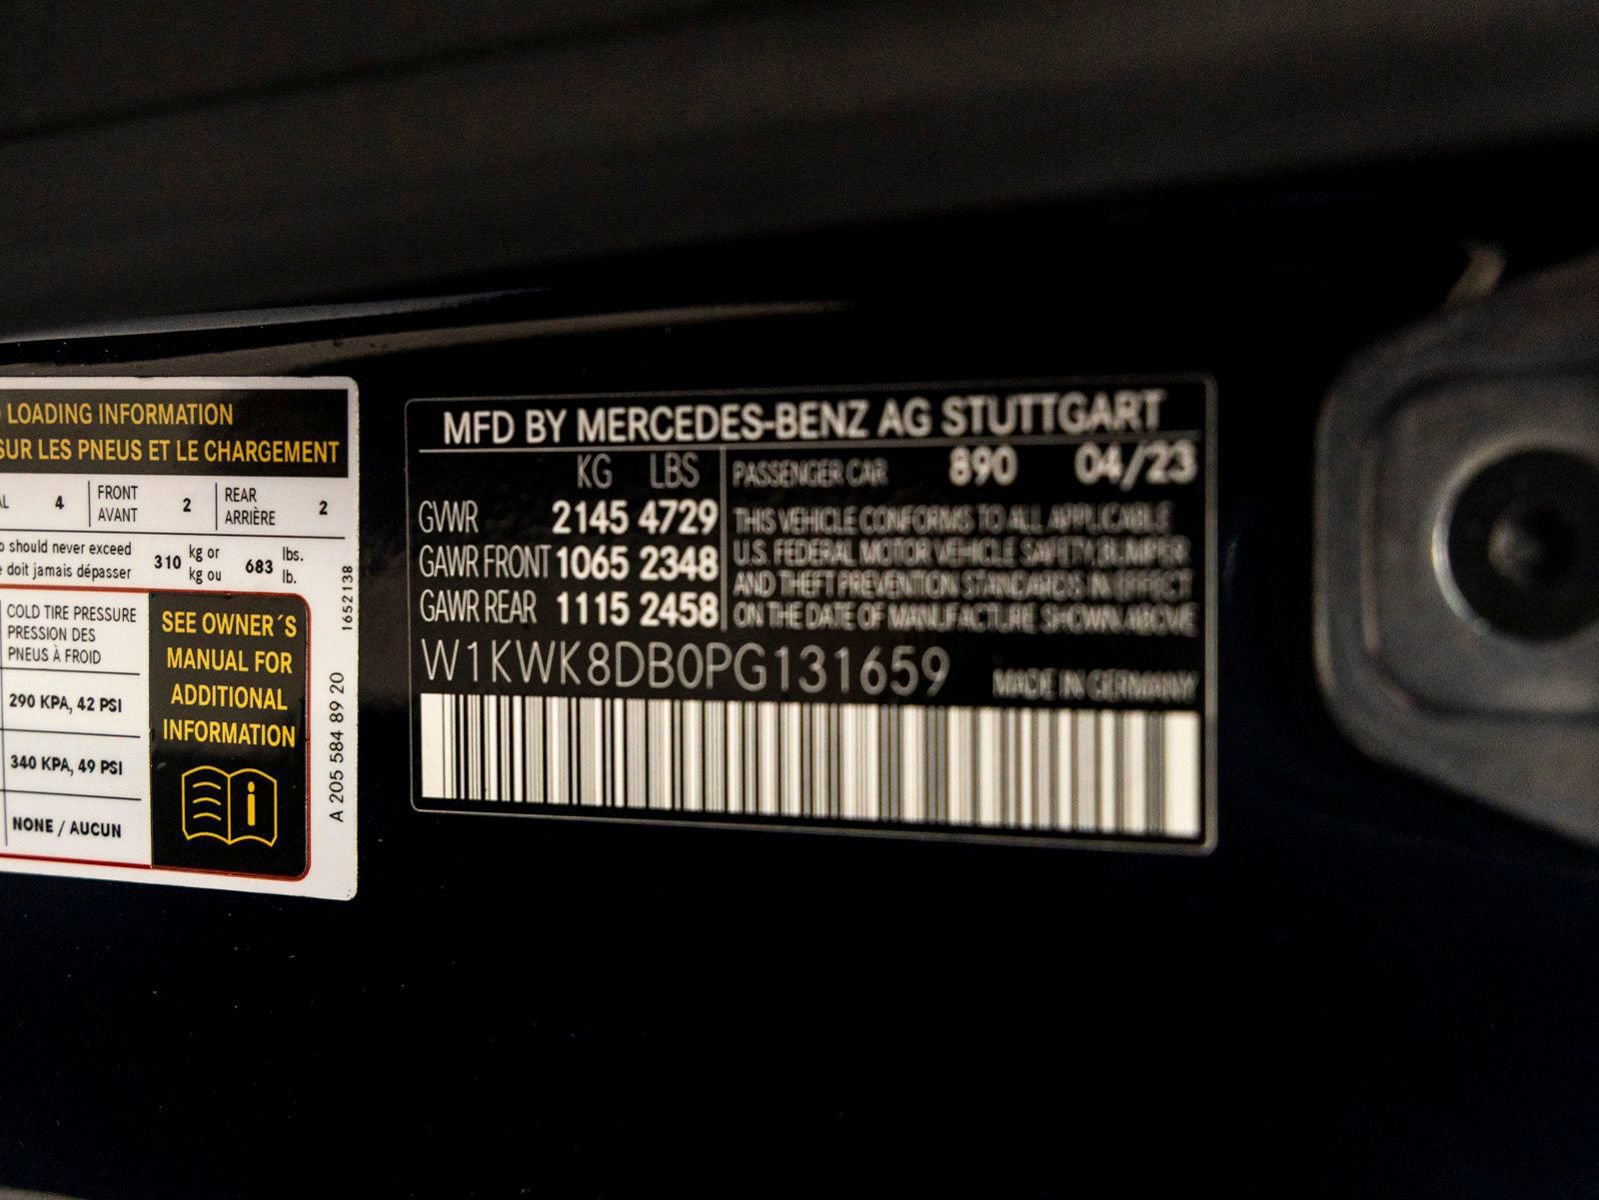 LOADING INFORMATION
SUR LES PNEUS ET LE CHARGEMENT
4 FRONT AVANT 2 REAR ARRIÈRE 2
should never exceed
doit jamais dépasser
310 kg or kg ou 683 lbs. lb.
COLD TIRE PRESSURE
PRESSION DES
PNEUS À FROID
290 KPA, 42 PSI
340 KPA, 49 PSI
NONE / AUCUN
SEE OWNER´S
MANUAL FOR
ADDITIONAL
INFORMATION
i
1652138
A 205 584 89 20
MFD BY MERCEDES-BENZ AG STUTTGART
KG LBS
GVWR 2145 4729
GAWR FRONT 1065 2348
GAWR REAR 1115 2458
PASSENGER CAR 890 04/23
THIS VEHICLE CONFORMS TO ALL APPLICABLE
U.S. FEDERAL MOTOR VEHICLE SAFETY, BUMPER
AND THEFT PREVENTION STANDARDS IN EFFECT
ON THE DATE OF MANUFACTURE SHOWN ABOVE
W1KWK8DB0PG131659
MADE IN GERMANY